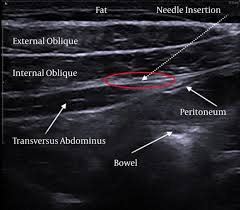 Fat
Needle Insertion
External Oblique
Internal Oblique
Peritoneum
Transversus Abdominus
Bowel